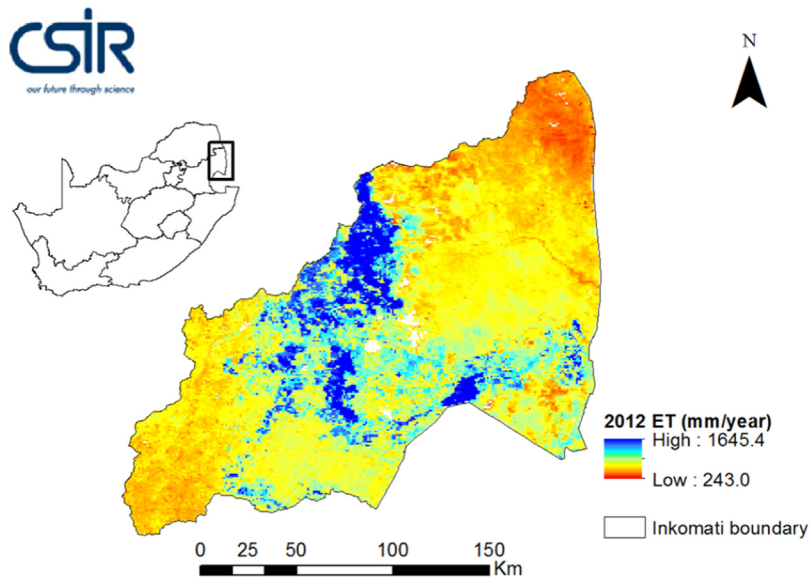 CSIR
our future through science
N
2012 ET (mm/year)
High : 1645.4
Low : 243.0
Inkomati boundary
0 25 50 100 150
Km